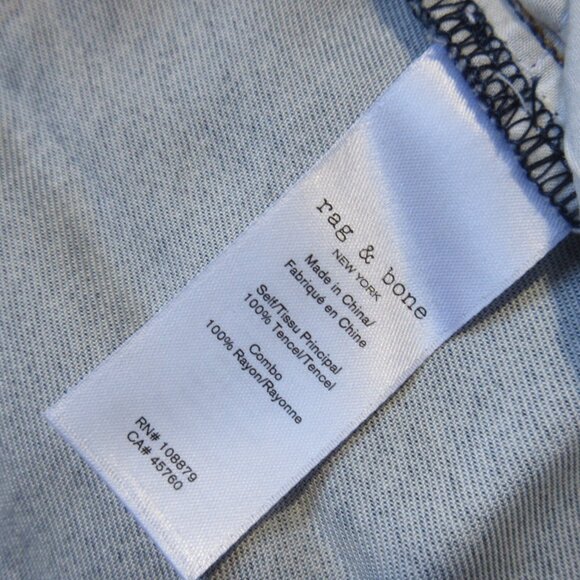 rag & bone
NEW YORK
Made in China/
Fabriqué en Chine
Self/Tissu Principal
100% Tencel/Tencel
Combo
100% Rayon/Rayonne
RN# 108879
CA# 45760